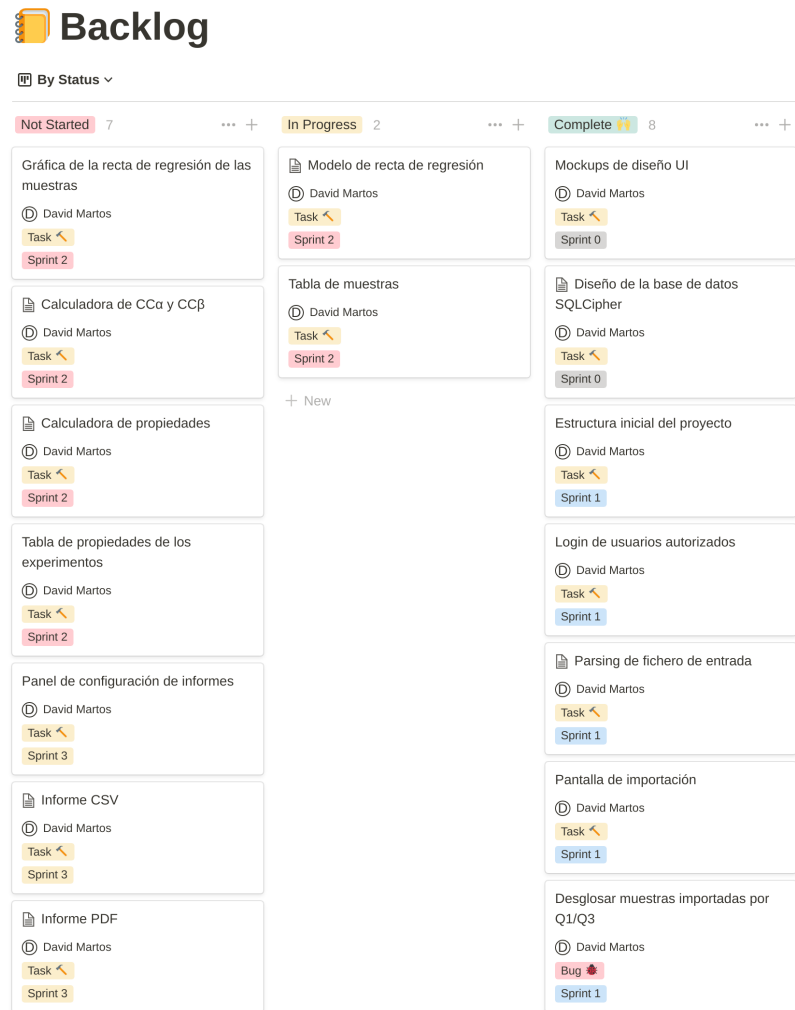 Backlog
By Status
Not Started 7
Gráfica de la recta de regresión de las
muestras
D David Martos
Task
Sprint 2
Calculadora de CCα y CCβ
D David Martos
Task
Sprint 2
Calculadora de propiedades
D David Martos
Task
Sprint 2
Tabla de propiedades de los
experimentos
D David Martos
Task
Sprint 2
Panel de configuración de informes
D David Martos
Task
Sprint 3
Informe CSV
D David Martos
Task
Sprint 3
Informe PDF
D David Martos
Task
Sprint 3
In Progress 2
Modelo de recta de regresión
D David Martos
Task
Sprint 2
Tabla de muestras
D David Martos
Task
Sprint 2
+ New
Complete 8
Mockups de diseño UI
D David Martos
Task
Sprint 0
Diseño de la base de datos
SQLCipher
D David Martos
Task
Sprint 0
Estructura inicial del proyecto
D David Martos
Task
Sprint 1
Login de usuarios autorizados
D David Martos
Task
Sprint 1
Parsing de fichero de entrada
D David Martos
Task
Sprint 1
Pantalla de importación
D David Martos
Task
Sprint 1
Desglosar muestras importadas por
Q1/Q3
D David Martos
Bug
Sprint 1